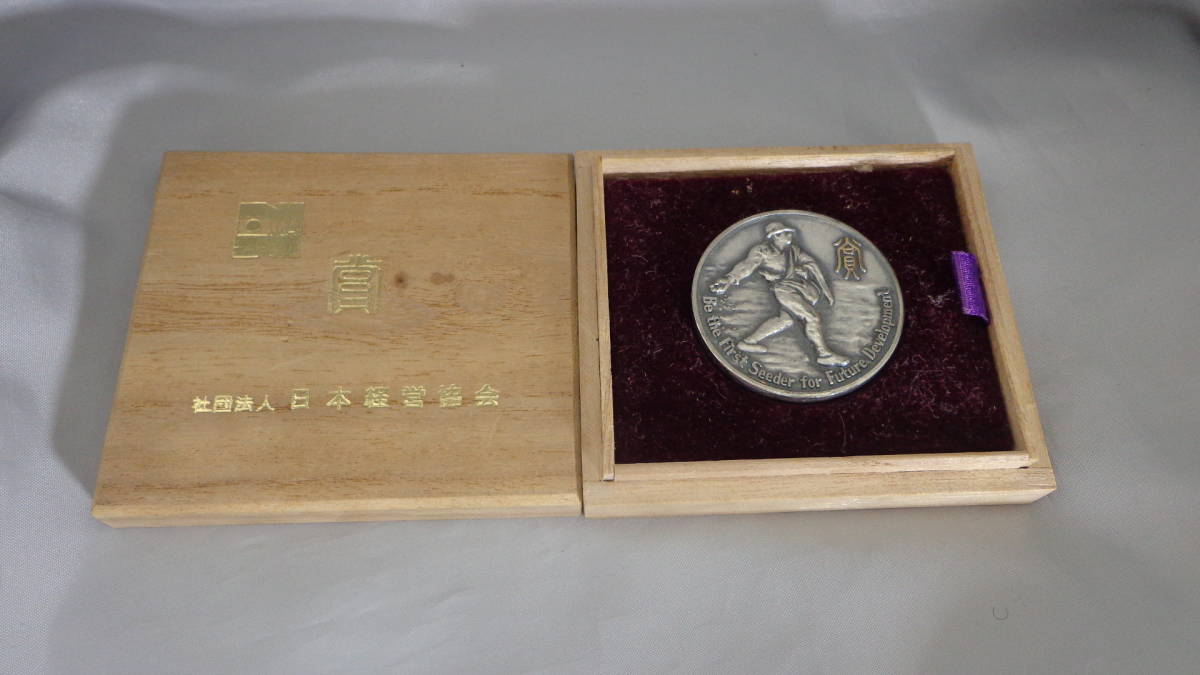 賞
社団法人 日本経営協会
賞
Be the First Seeder for Future Development